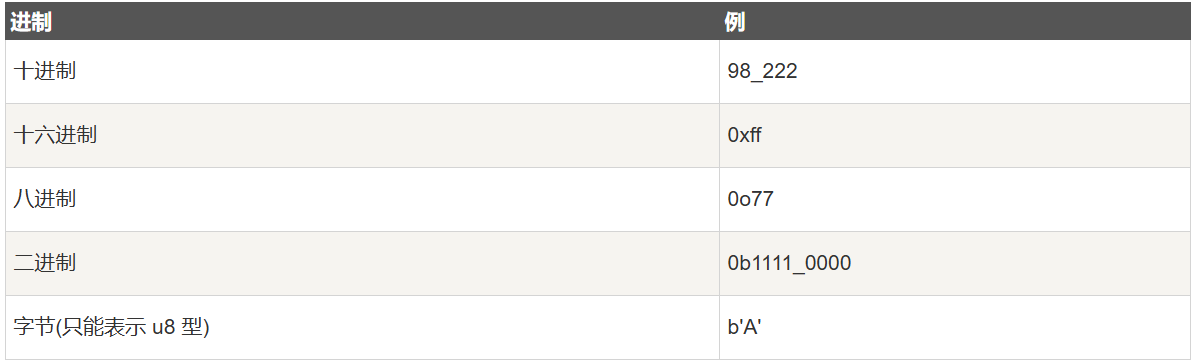 进制 例
十进制 98_222
十六进制 0xff
八进制 0o77
二进制 0b1111_0000
字节(只能表示 u8 型) b'A'